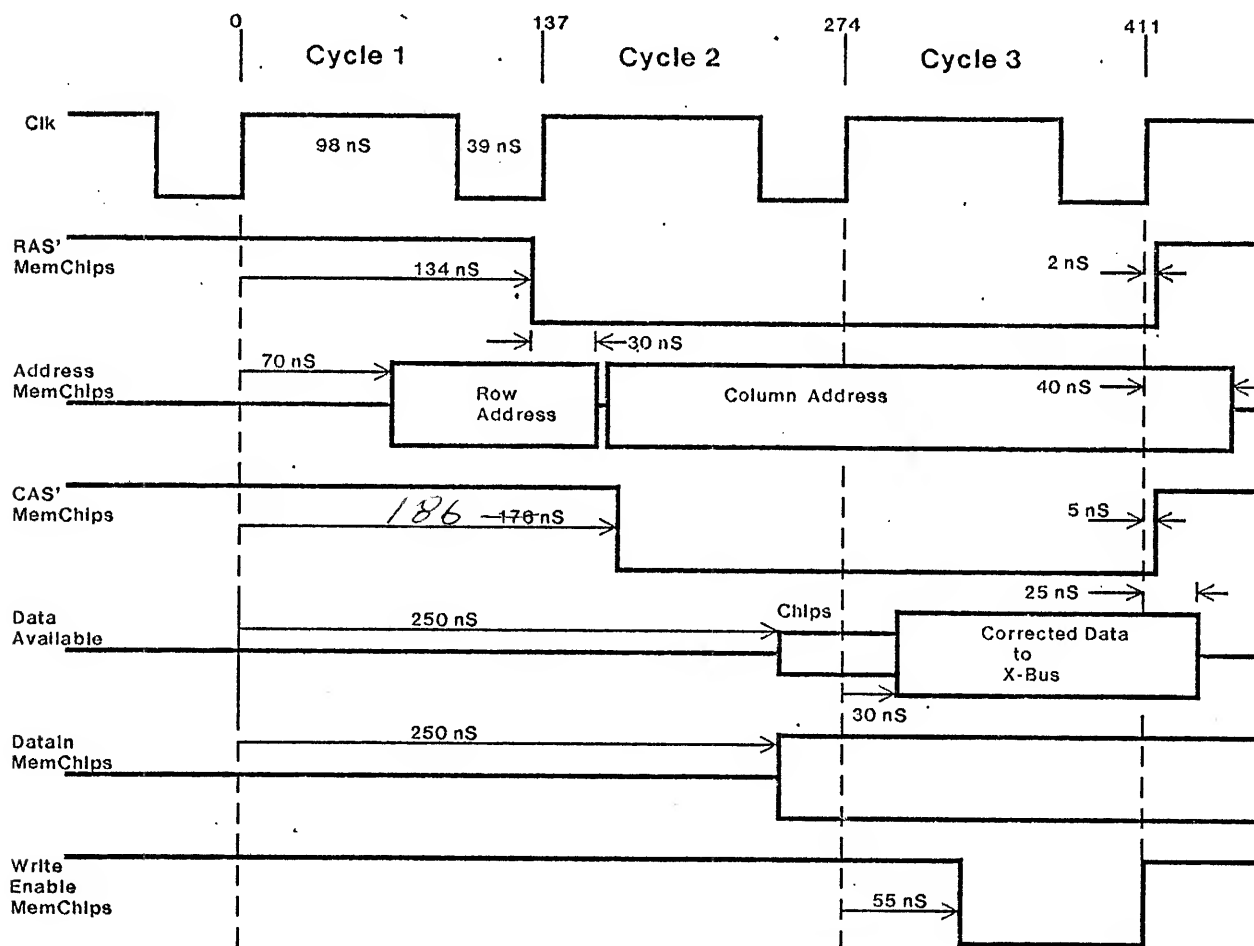 0 137 274 411
Cycle 1 Cycle 2 Cycle 3
Clk
98 nS 39 nS
RAS'
MemChips
134 nS
2 nS
30 nS
Address
MemChips
70 nS
Row
Address
Column Address
40 nS
CAS'
MemChips
186 176 nS
5 nS
25 nS
Data
Available
250 nS
Chips
Corrected Data
to
X-Bus
30 nS
DataIn
MemChips
250 nS
Write
Enable
MemChips
55 nS